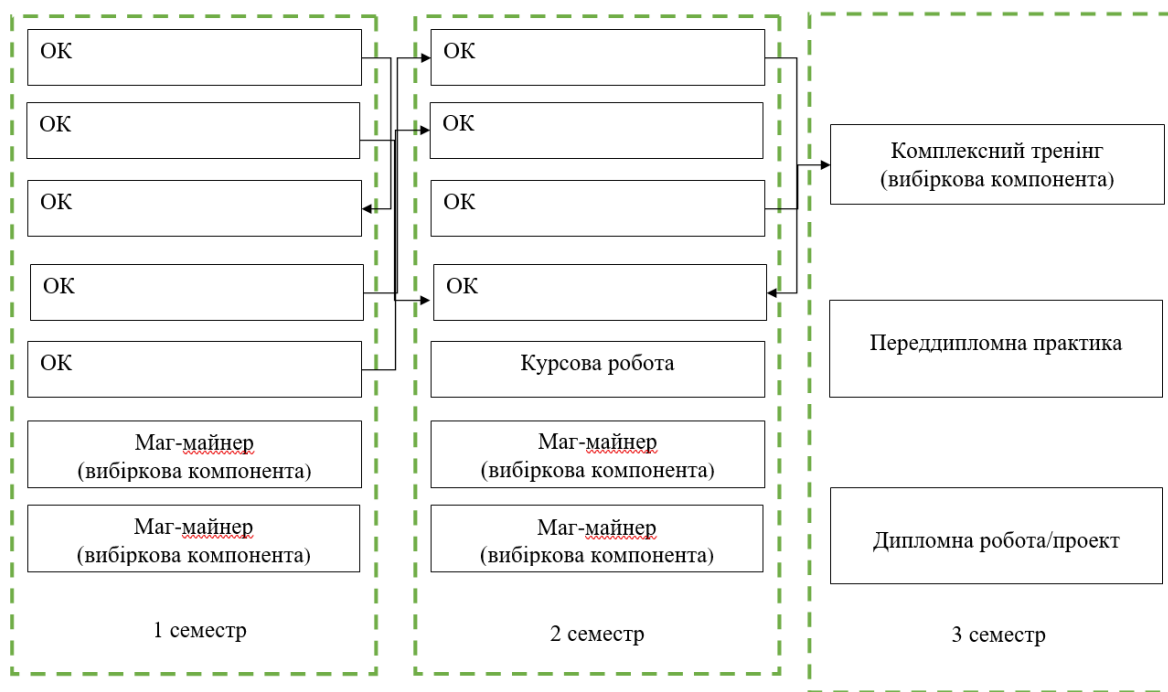 ОК
ОК
ОК
ОК
ОК
Маг-майнер
(вибіркова компонента)
Маг-майнер
(вибіркова компонента)
1 семестр
ОК
ОК
ОК
ОК
Курсова робота
Маг-майнер
(вибіркова компонента)
Маг-майнер
(вибіркова компонента)
2 семестр
Комплексний тренінг
(вибіркова компонента)
Переддипломна практика
Дипломна робота/проект
3 семестр